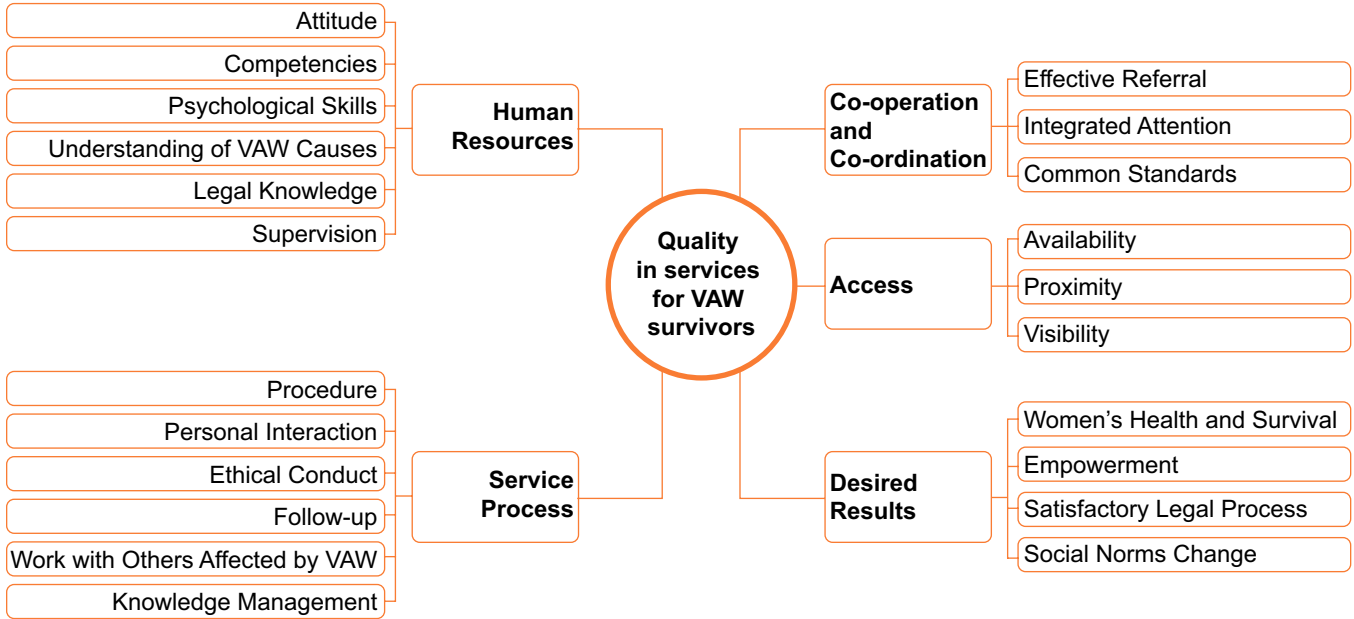 Attitude
Competencies
Psychological Skills
Understanding of VAW Causes
Legal Knowledge
Supervision
Human
Resources
Procedure
Personal Interaction
Ethical Conduct
Follow-up
Work with Others Affected by VAW
Knowledge Management
Service
Process
Quality
in services
for VAW
survivors
Co-operation
and
Co-ordination
Effective Referral
Integrated Attention
Common Standards
Access
Availability
Proximity
Visibility
Desired
Results
Women’s Health and Survival
Empowerment
Satisfactory Legal Process
Social Norms Change